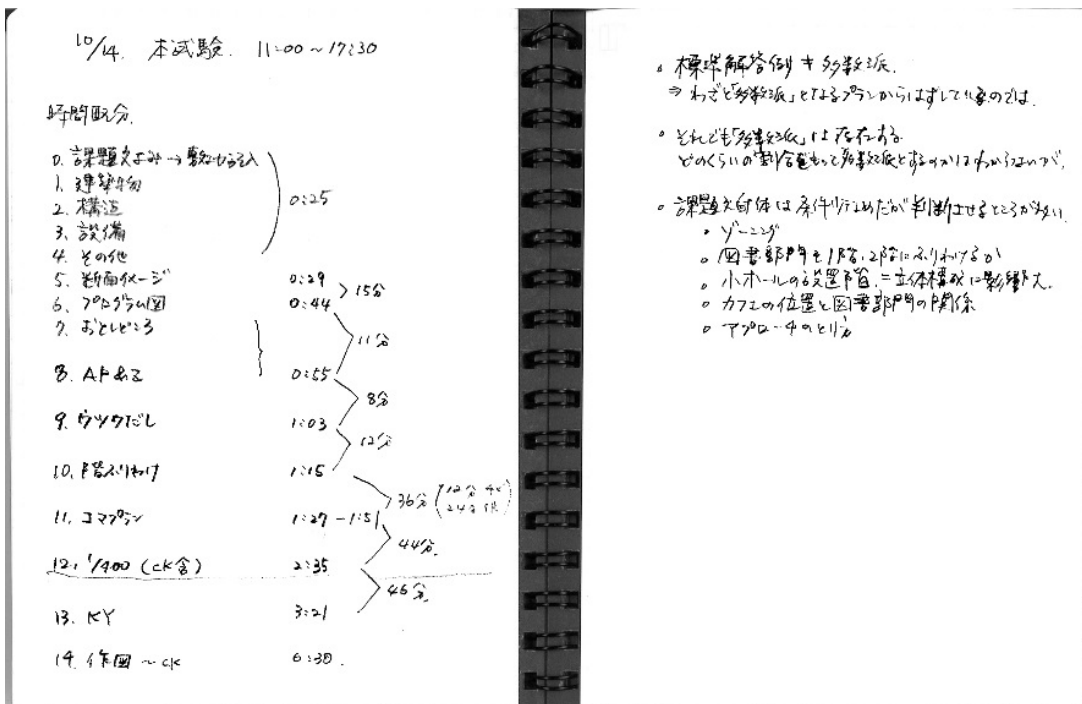 10/14. 本試験. 11:00~17:30
時間配分.
0. 課題文よみ→
1. 建築物
2. 構造
0:25
3. 設備
4. その他
5. 断面イメージ 0:29
15分
6. プログラム図 0:44
7. おとしどころ
11分
8. AP 0:55
8分
9. ウツワだし 1:03
12分
10. 階ふりわけ 1:15
36分 (12分 24分)
11. コマプラン 1:27-1:51
44分.
12. 1/400 (ck含) 2:35
46分.
13. KY 3:21
14. 作図~ck 6:30.
。標準解答例≠多数派.
⇒わざと「多数派」となるプランからはずしているのでは.
。それでも「多数派」は存在する
どのくらいの割合をもって多数派とするのかはわからないが.
。課題文自体は条件少なめだが判断させるところが多い.
。ゾーニング
。図書部門を1階、2階にふりわけるか
。小ホールの設置階.=立体構成に影響大.
。カフェの位置と図書部門の関係
。アプローチのとり方